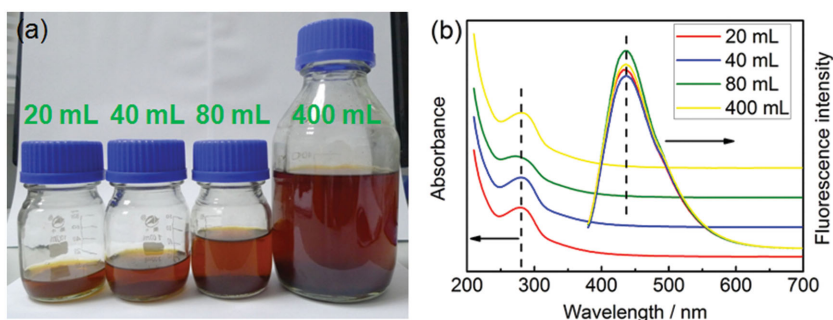 (a)
20 mL 40 mL 80 mL 400 mL
(b)
20 mL
40 mL
80 mL
400 mL
Absorbance
Fluorescence intensity
200 300 400 500 600 700
Wavelength / nm